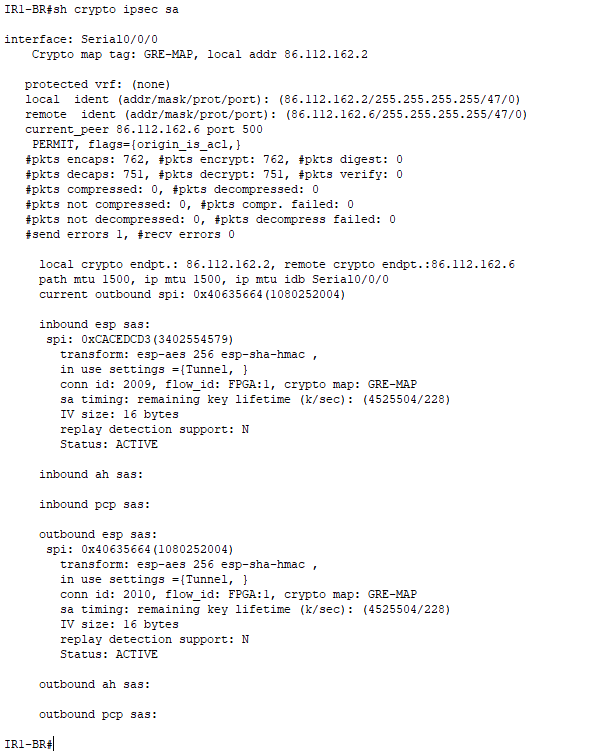 IR1-BR#sh crypto ipsec sa
interface: Serial0/0/0
Crypto map tag: GRE-MAP, local addr 86.112.162.2
protected vrf: (none)
local  ident (addr/mask/prot/port): (86.112.162.2/255.255.255.255/47/0)
remote  ident (addr/mask/prot/port): (86.112.162.6/255.255.255.255/47/0)
current_peer 86.112.162.6 port 500
PERMIT, flags={origin_is_acl,}
#pkts encaps: 762, #pkts encrypt: 762, #pkts digest: 0
#pkts decaps: 751, #pkts decrypt: 751, #pkts verify: 0
#pkts compressed: 0, #pkts decompressed: 0
#pkts not compressed: 0, #pkts compr. failed: 0
#pkts not decompressed: 0, #pkts decompress failed: 0
#send errors 1, #recv errors 0
local crypto endpt.: 86.112.162.2, remote crypto endpt.:86.112.162.6
path mtu 1500, ip mtu 1500, ip mtu idb Serial0/0/0
current outbound spi: 0x40635664(1080252004)
inbound esp sas:
spi: 0xCACEDCD3(3402554579)
transform: esp-aes 256 esp-sha-hmac ,
in use settings ={Tunnel, }
conn id: 2009, flow_id: FPGA:1, crypto map: GRE-MAP
sa timing: remaining key lifetime (k/sec): (4525504/228)
IV size: 16 bytes
replay detection support: N
Status: ACTIVE
inbound ah sas:
inbound pcp sas:
outbound esp sas:
spi: 0x40635664(1080252004)
transform: esp-aes 256 esp-sha-hmac ,
in use settings ={Tunnel, }
conn id: 2010, flow_id: FPGA:1, crypto map: GRE-MAP
sa timing: remaining key lifetime (k/sec): (4525504/228)
IV size: 16 bytes
replay detection support: N
Status: ACTIVE
outbound ah sas:
outbound pcp sas:
IR1-BR#